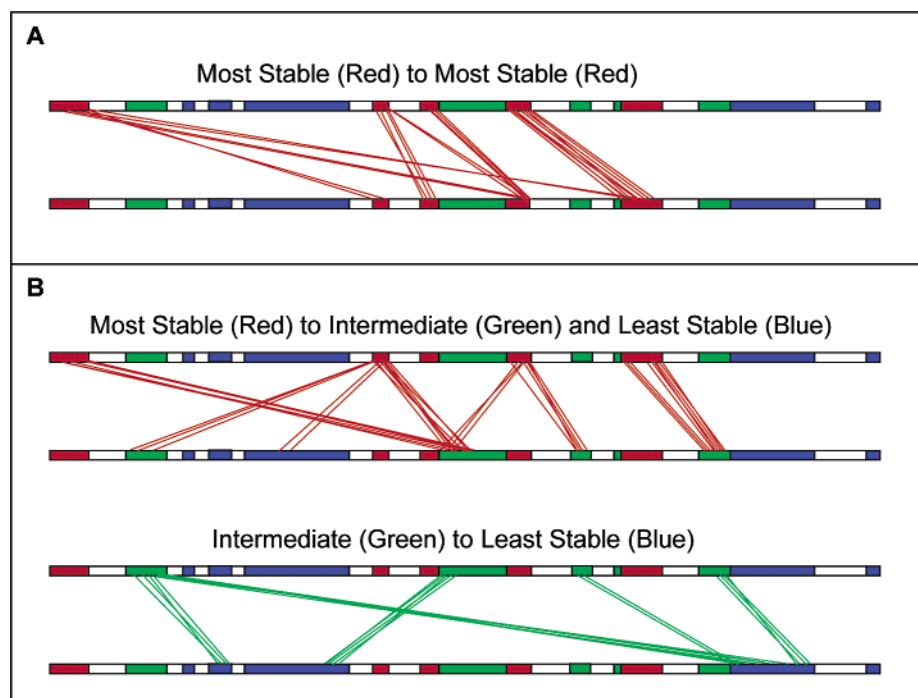 A
Most Stable (Red) to Most Stable (Red)
B
Most Stable (Red) to Intermediate (Green) and Least Stable (Blue)
Intermediate (Green) to Least Stable (Blue)